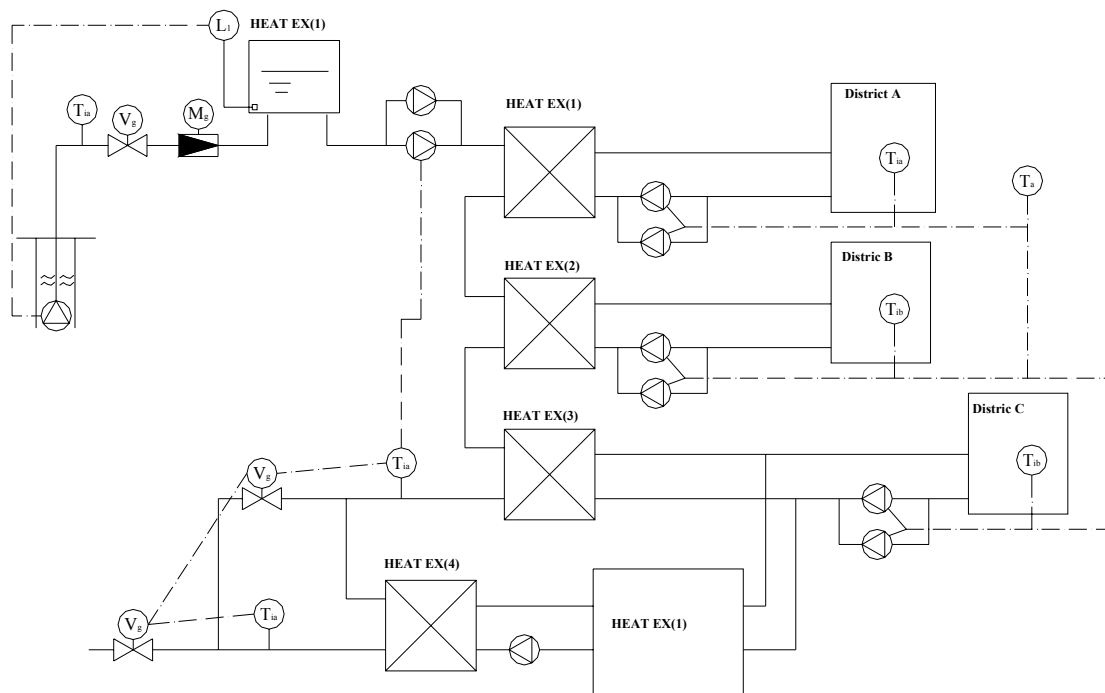 L1
HEAT EX(1)
Tia
Vg
Mg
HEAT EX(1)
District A
Tia
Ta
HEAT EX(2)
Distric B
Tib
HEAT EX(3)
Distric C
Tib
Vg
Tia
HEAT EX(4)
HEAT EX(1)
Vg
Tia